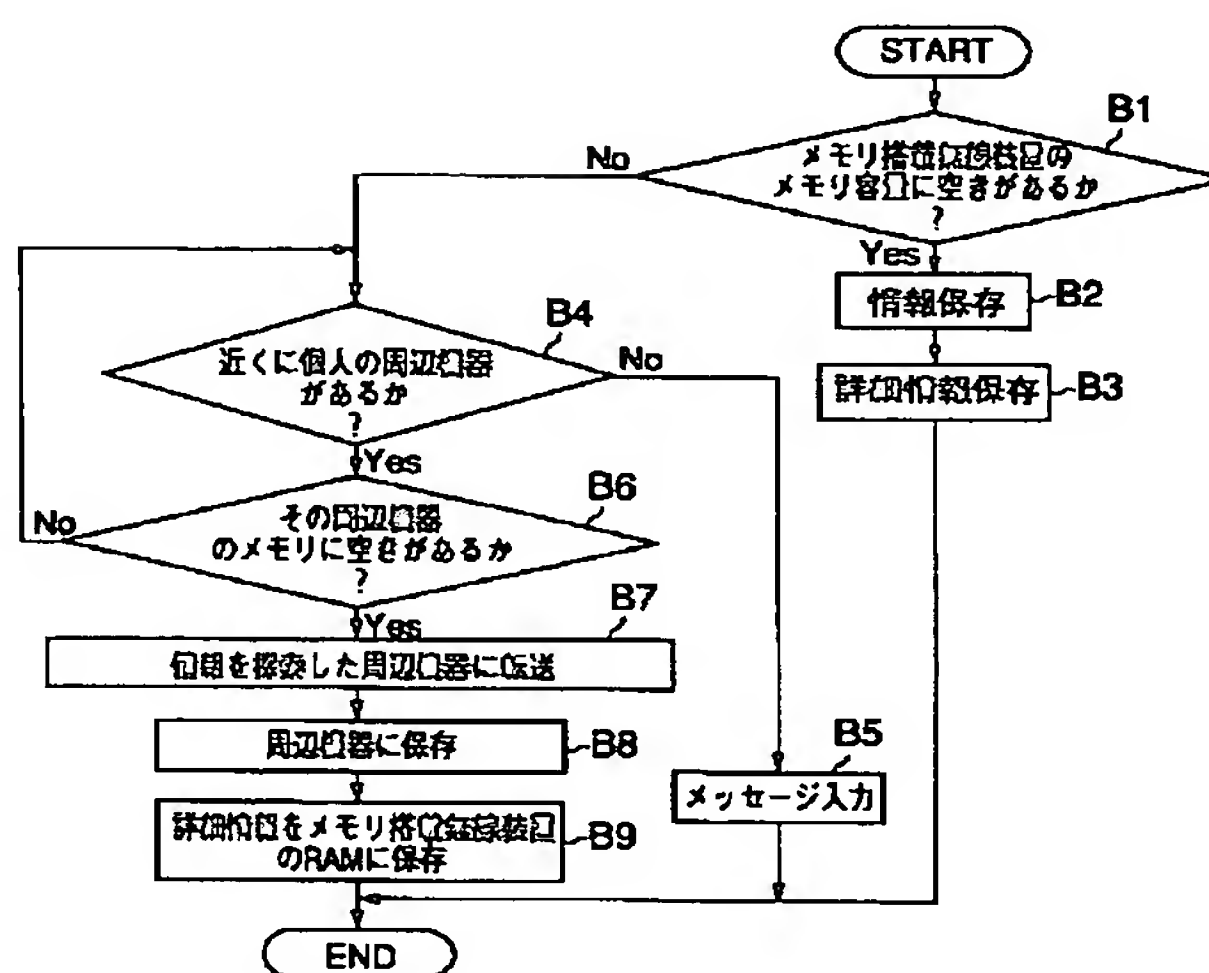 START
B1
メモリ搭載無線装置の
メモリ容量に空きがあるか
?
No
Yes
情報保存
B2
詳細情報保存
B3
B4
近くに個人の周辺機器
があるか
?
No
Yes
B6
その周辺機器
のメモリに空きがあるか
?
No
Yes
B7
情報を探索した周辺機器に転送
周辺機器に保存
B8
B5
メッセージ入力
詳細情報をメモリ搭載無線装置
のRAMに保存
B9
END